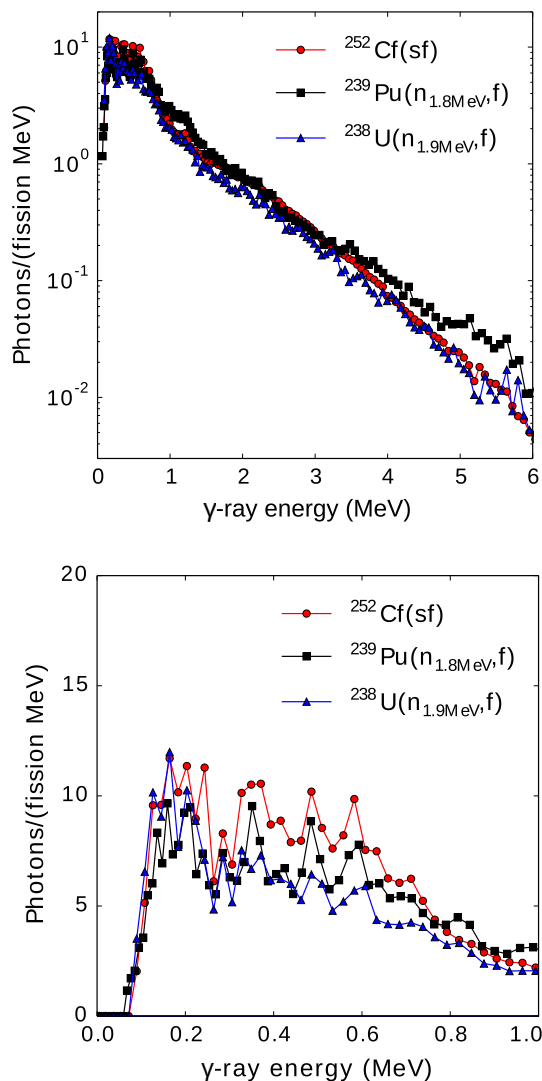 10¹
²⁵²Cf(sf)
²³⁹Pu(n₁.₈MeV,f)
²³⁸U(n₁.₉MeV,f)
10⁰
10⁻¹
10⁻²
Photons/(fission MeV)
0 1 2 3 4 5 6
γ-ray energy (MeV)
20
²⁵²Cf(sf)
²³⁹Pu(n₁.₈MeV,f)
²³⁸U(n₁.₉MeV,f)
15
10
5
0
Photons/(fission MeV)
0.0 0.2 0.4 0.6 0.8 1.0
γ-ray energy (MeV)